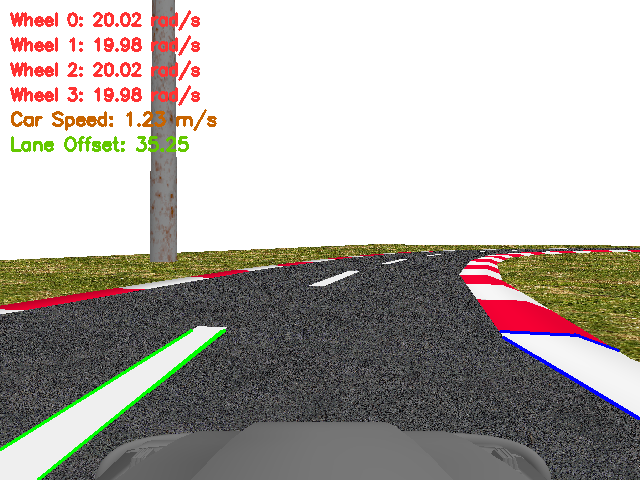 Wheel 0: 20.02 rad/s
Wheel 1: 19.98 rad/s
Wheel 2: 20.02 rad/s
Wheel 3: 19.98 rad/s
Car Speed: 1.23 m/s
Lane Offset: 35.25